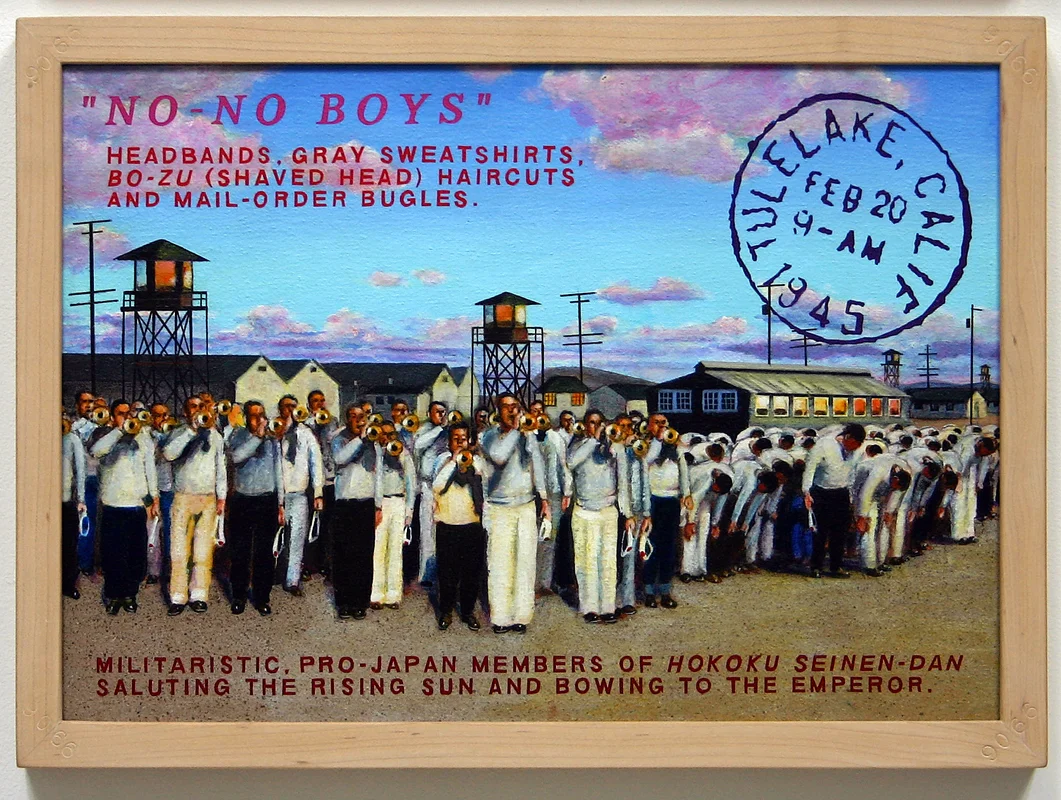 "NO-NO BOYS"
HEADBANDS, GRAY SWEATSHIRTS,
BO-ZU (SHAVED HEAD) HAIRCUTS
AND MAIL-ORDER BUGLES.
TULELAKE, CALIF
FEB 20
9-AM
1945
MILITARISTIC, PRO-JAPAN MEMBERS OF HOKOKU SEINEN-DAN
SALUTING THE RISING SUN AND BOWING TO THE EMPEROR.